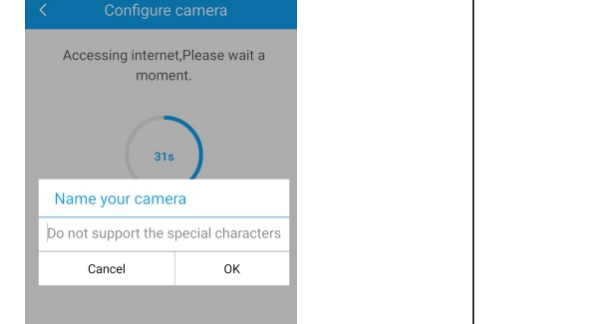 Configure camera
Accessing internet,Please wait a
moment.
31s
Name your camera
Do not support the special characters
Cancel OK